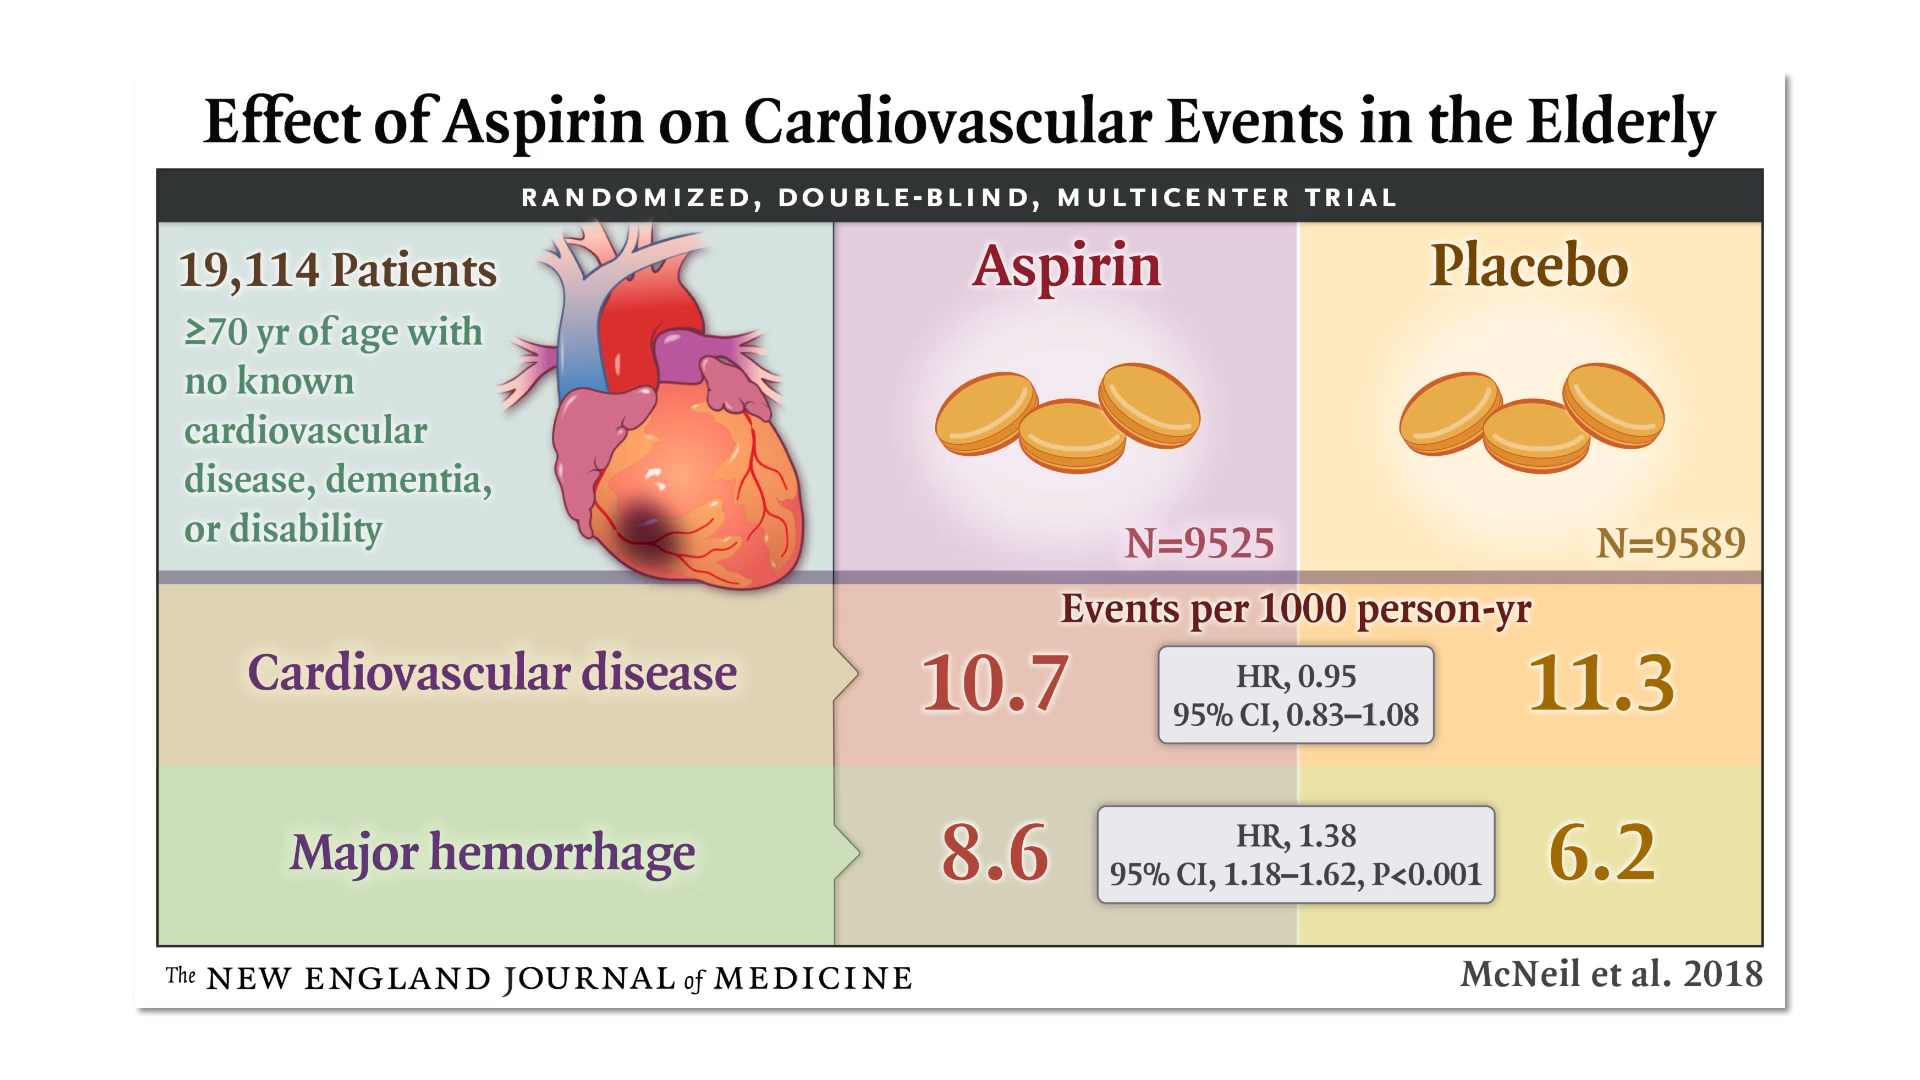 Effect of Aspirin on Cardiovascular Events in the Elderly
RANDOMIZED, DOUBLE-BLIND, MULTICENTER TRIAL
19,114 Patients
≥70 yr of age with
no known
cardiovascular
disease, dementia,
or disability
Aspirin
N=9525
Placebo
N=9589
Events per 1000 person-yr
Cardiovascular disease
10.7
HR, 0.95
95% CI, 0.83–1.08
11.3
Major hemorrhage
8.6
HR, 1.38
95% CI, 1.18–1.62, P<0.001
6.2
The NEW ENGLAND JOURNAL of MEDICINE
McNeil et al. 2018